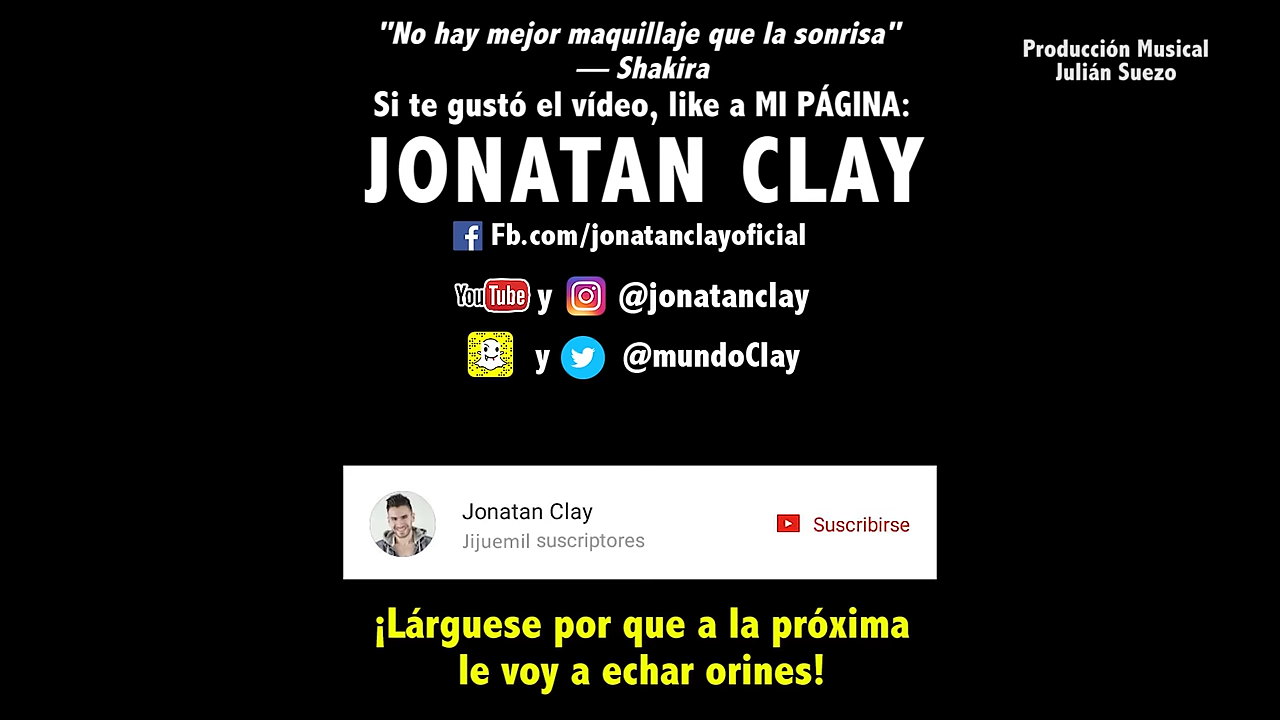 "No hay mejor maquillaje que la sonrisa"
— Shakira
Producción Musical
Julián Suezo
Si te gustó el vídeo, like a MI PÁGINA:
JONATAN CLAY
f Fb.com/jonatanclayoficial
YouTube y @jonatanclay
y @mundoClay
Jonatan Clay
Jijuemil suscriptores
Suscribirse
¡Lárguese por que a la próxima
le voy a echar orines!